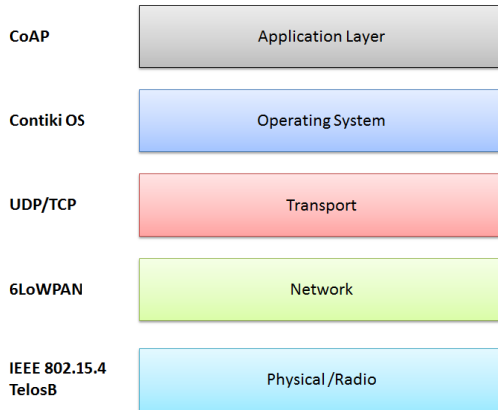 CoAP Application Layer
Contiki OS Operating System
UDP/TCP Transport
6LoWPAN Network
IEEE 802.15.4
TelosB
Physical/Radio